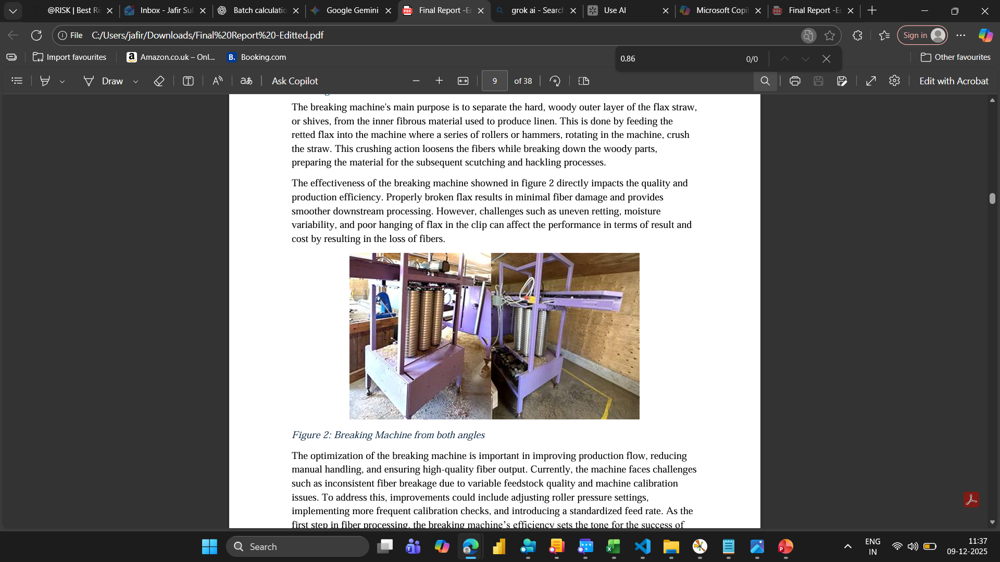 @RISK | Best Ri
Inbox - Jafir Sul
Batch calculatio
Google Gemini
Final Report -Ec
grok ai - Search
Use AI
Microsoft Copil
Final Report -Ec
File C:/Users/jafir/Downloads/Final%20Report%20-Editted.pdf
Sign in
Import favourites
Amazon.co.uk – Onl...
B. Booking.com
0.86
0/0
Other favourites
Draw
Ask Copilot
9 of 38
Edit with Acrobat
The breaking machine's main purpose is to separate the hard, woody outer layer of the flax straw,
or shives, from the inner fibrous material used to produce linen. This is done by feeding the
retted flax into the machine where a series of rollers or hammers, rotating in the machine, crush
the straw. This crushing action loosens the fibers while breaking down the woody parts,
preparing the material for the subsequent scutching and hackling processes.
The effectiveness of the breaking machine showned in figure 2 directly impacts the quality and
production efficiency. Properly broken flax results in minimal fiber damage and provides
smoother downstream processing. However, challenges such as uneven retting, moisture
variability, and poor hanging of flax in the clip can affect the performance in terms of result and
cost by resulting in the loss of fibers.
Figure 2: Breaking Machine from both angles
The optimization of the breaking machine is important in improving production flow, reducing
manual handling, and ensuring high-quality fiber output. Currently, the machine faces challenges
such as inconsistent fiber breakage due to variable feedstock quality and machine calibration
issues. To address this, improvements could include adjusting roller pressure settings,
implementing more frequent calibration checks, and introducing a standardized feed rate. As the
first step in fiber processing, the breaking machine’s efficiency sets the tone for the success of
Search
ENG
IN
11:37
09-12-2025